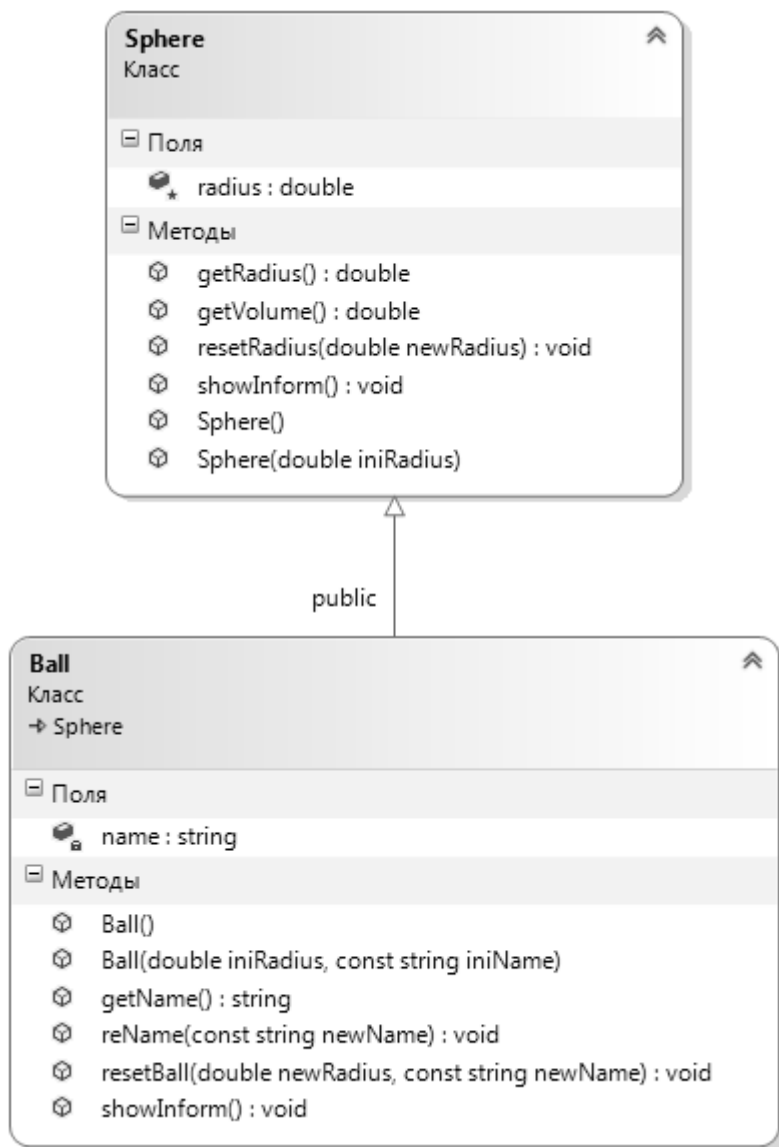 Sphere
Класс
Поля
radius : double
Методы
getRadius() : double
getVolume() : double
resetRadius(double newRadius) : void
showInform() : void
Sphere()
Sphere(double iniRadius)
public
Ball
Класс
Sphere
Поля
name : string
Методы
Ball()
Ball(double iniRadius, const string iniName)
getName() : string
reName(const string newName) : void
resetBall(double newRadius, const string newName) : void
showInform() : void